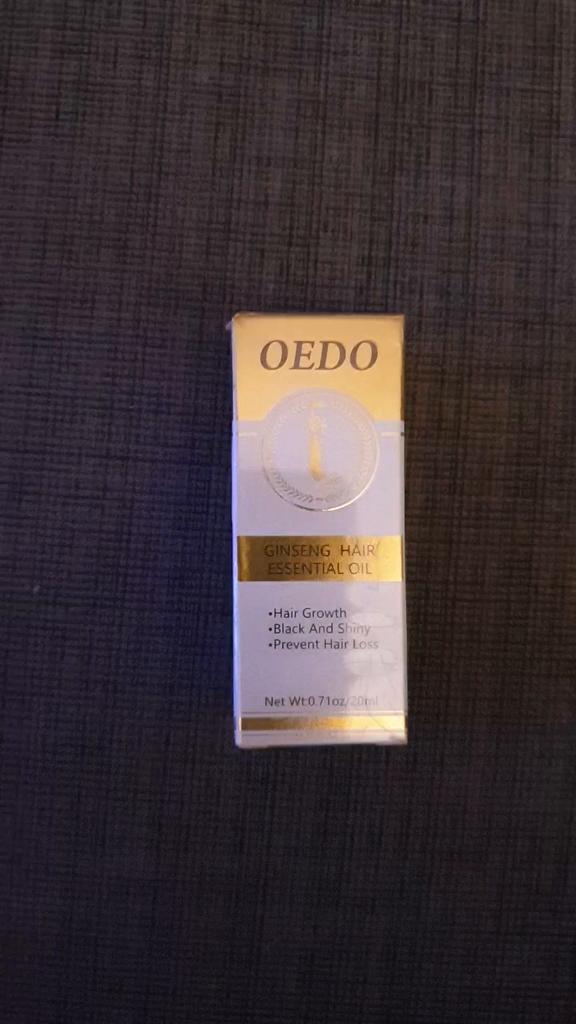 OEDO
GINSENG HAIR
ESSENTIAL OIL
•Hair Growth
•Black And Shiny
•Prevent Hair Loss
Net Wt:0.71oz/20ml